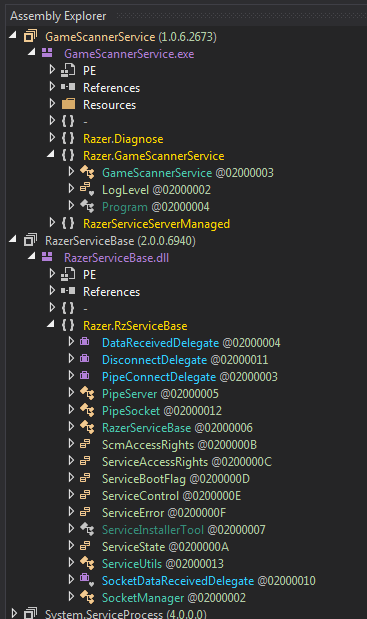 Assembly Explorer
GameScannerService (1.0.6.2673)
GameScannerService.exe
PE
References
Resources
{ } -
{ } Razer.Diagnose
{ } Razer.GameScannerService
GameScannerService @02000003
LogLevel @02000002
Program @02000004
{ } RazerServiceServerManaged
RazerServiceBase (2.0.0.6940)
RazerServiceBase.dll
PE
References
{ } -
{ } Razer.RzServiceBase
DataReceivedDelegate @02000004
DisconnectDelegate @02000011
PipeConnectDelegate @02000003
PipeServer @02000005
PipeSocket @02000012
RazerServiceBase @02000006
ScmAccessRights @0200000B
ServiceAccessRights @0200000C
ServiceBootFlag @0200000D
ServiceControl @0200000E
ServiceError @0200000F
ServiceInstallerTool @02000007
ServiceState @0200000A
ServiceUtils @02000013
SocketDataReceivedDelegate @02000010
SocketManager @02000002
System.ServiceProcess (4.0.0.0)